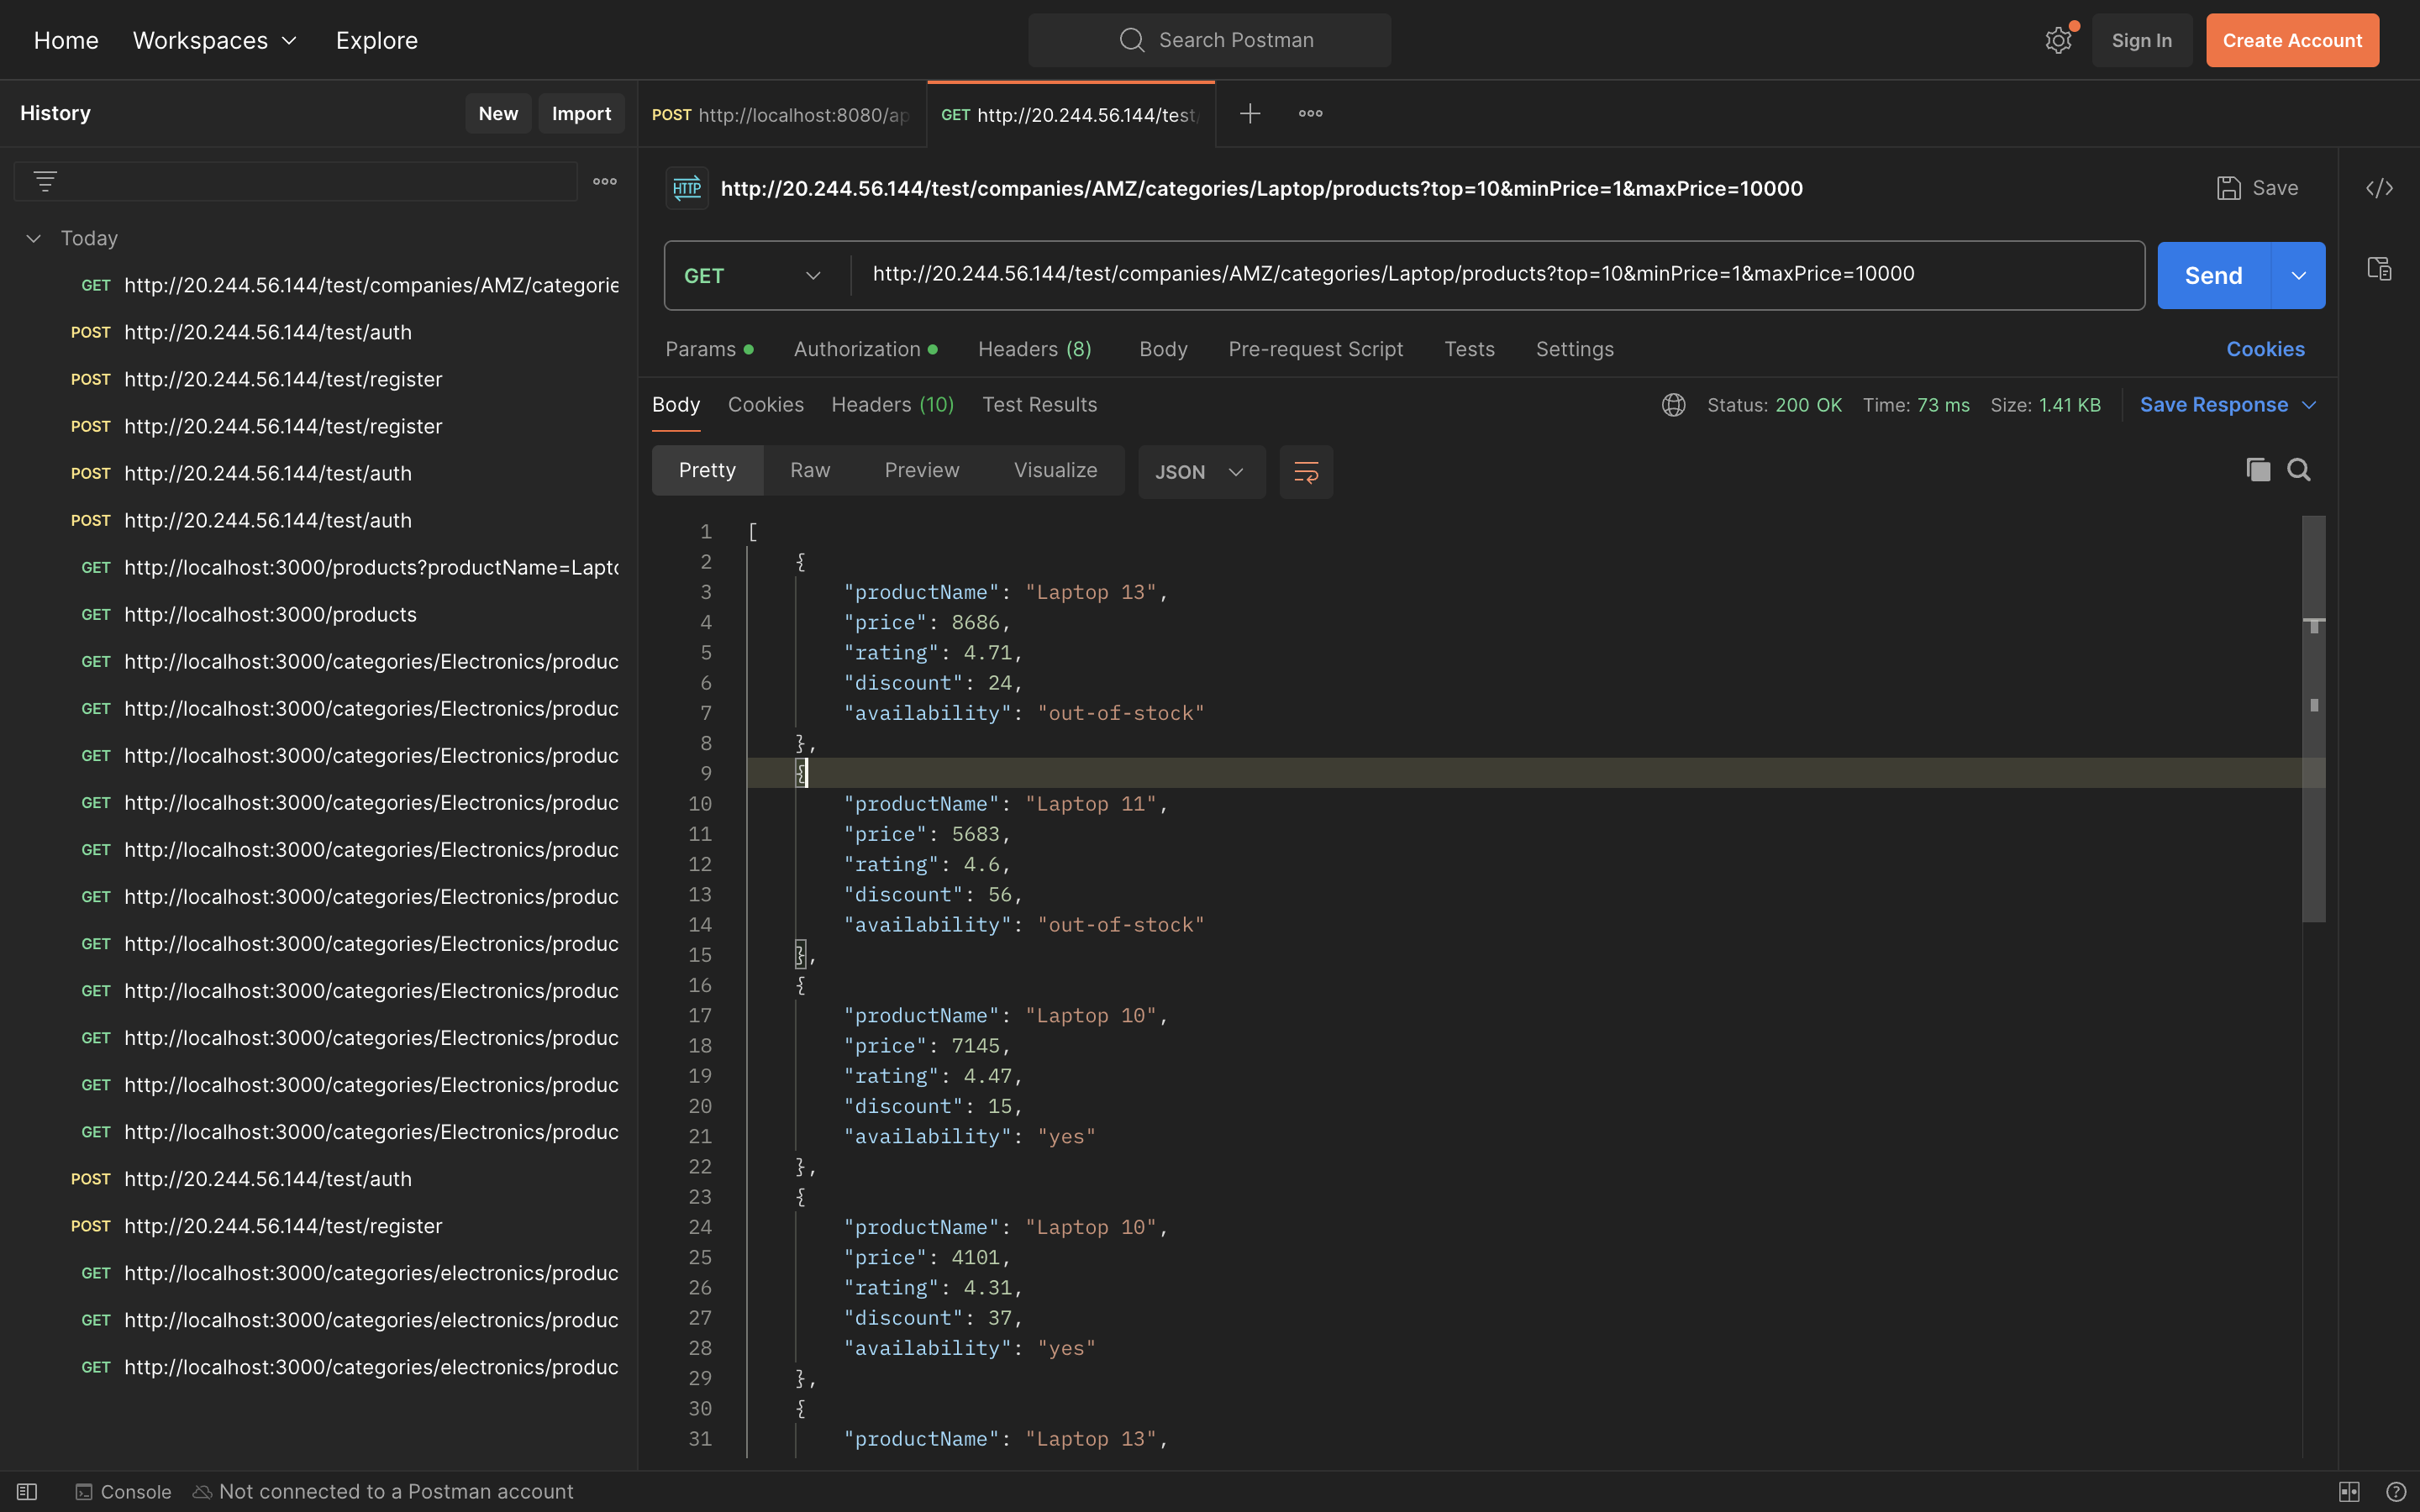 Home Workspaces Explore Search Postman Sign In Create Account
History New Import
POST http://localhost:8080/ap GET http://20.244.56.144/test/
Today
GET http://20.244.56.144/test/companies/AMZ/categorie
POST http://20.244.56.144/test/auth
POST http://20.244.56.144/test/register
POST http://20.244.56.144/test/register
POST http://20.244.56.144/test/auth
POST http://20.244.56.144/test/auth
GET http://localhost:3000/products?productName=Lapto
GET http://localhost:3000/products
GET http://localhost:3000/categories/Electronics/produc
GET http://localhost:3000/categories/Electronics/produc
GET http://localhost:3000/categories/Electronics/produc
GET http://localhost:3000/categories/Electronics/produc
GET http://localhost:3000/categories/Electronics/produc
GET http://localhost:3000/categories/Electronics/produc
GET http://localhost:3000/categories/Electronics/produc
GET http://localhost:3000/categories/Electronics/produc
GET http://localhost:3000/categories/Electronics/produc
GET http://localhost:3000/categories/Electronics/produc
GET http://localhost:3000/categories/Electronics/produc
POST http://20.244.56.144/test/auth
POST http://20.244.56.144/test/register
GET http://localhost:3000/categories/electronics/produc
GET http://localhost:3000/categories/electronics/produc
GET http://localhost:3000/categories/electronics/produc
HTTP http://20.244.56.144/test/companies/AMZ/categories/Laptop/products?top=10&minPrice=1&maxPrice=10000 Save
GET http://20.244.56.144/test/companies/AMZ/categories/Laptop/products?top=10&minPrice=1&maxPrice=10000 Send
Params Authorization Headers (8) Body Pre-request Script Tests Settings Cookies
Body Cookies Headers (10) Test Results Status: 200 OK Time: 73 ms Size: 1.41 KB Save Response
Pretty Raw Preview Visualize JSON
1 [
2 {
3 "productName": "Laptop 13",
4 "price": 8686,
5 "rating": 4.71,
6 "discount": 24,
7 "availability": "out-of-stock"
8 },
9 {
10 "productName": "Laptop 11",
11 "price": 5683,
12 "rating": 4.6,
13 "discount": 56,
14 "availability": "out-of-stock"
15 },
16 {
17 "productName": "Laptop 10",
18 "price": 7145,
19 "rating": 4.47,
20 "discount": 15,
21 "availability": "yes"
22 },
23 {
24 "productName": "Laptop 10",
25 "price": 4101,
26 "rating": 4.31,
27 "discount": 37,
28 "availability": "yes"
29 },
30 {
31 "productName": "Laptop 13",
Console Not connected to a Postman account